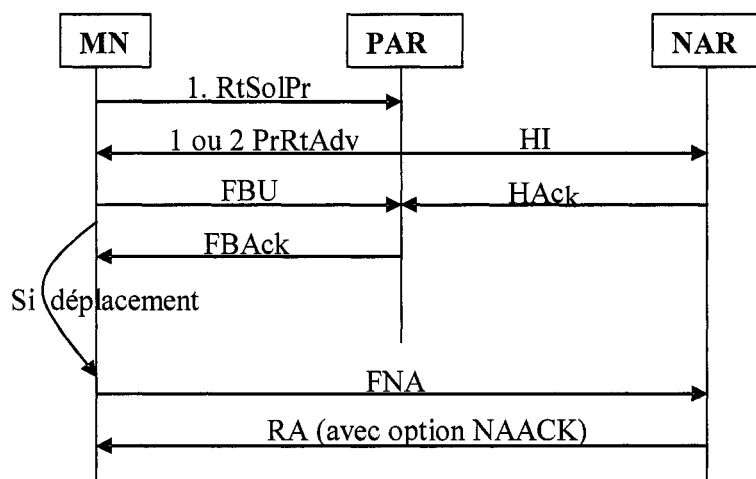 MN
PAR
NAR
1. RtSolPr
1 ou 2 PrRtAdv
HI
FBU
HAck
FBAck
Si déplacement
FNA
RA (avec option NAACK)